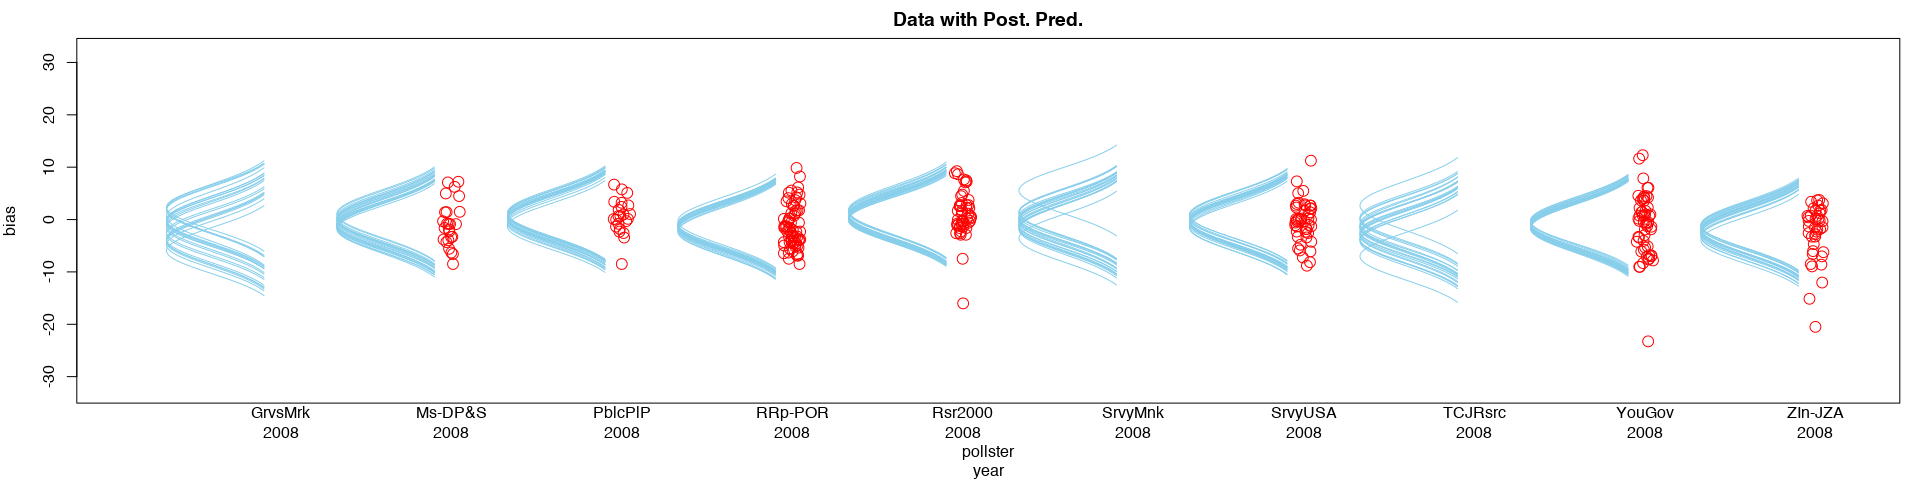 Data with Post. Pred.
30
20
10
0
-10
-20
-30
bias
GrvsMrk Ms-DP&S PblcPlP RRp-POR Rsr2000 SrvyMnk SrvyUSA TCJRsrc YouGov Zln-JZA
2008 2008 2008 2008 2008 2008 2008 2008 2008 2008
pollster
year